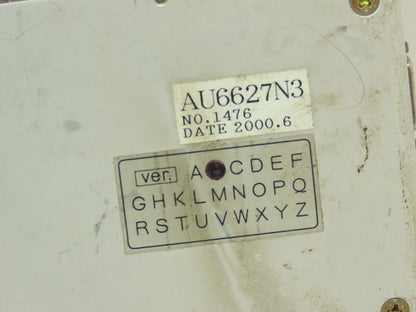 AU6627N3
NO.1476
DATE 2000.6
ver. A CDEF
GHKLMNOPQ
RSTUVWXYZ